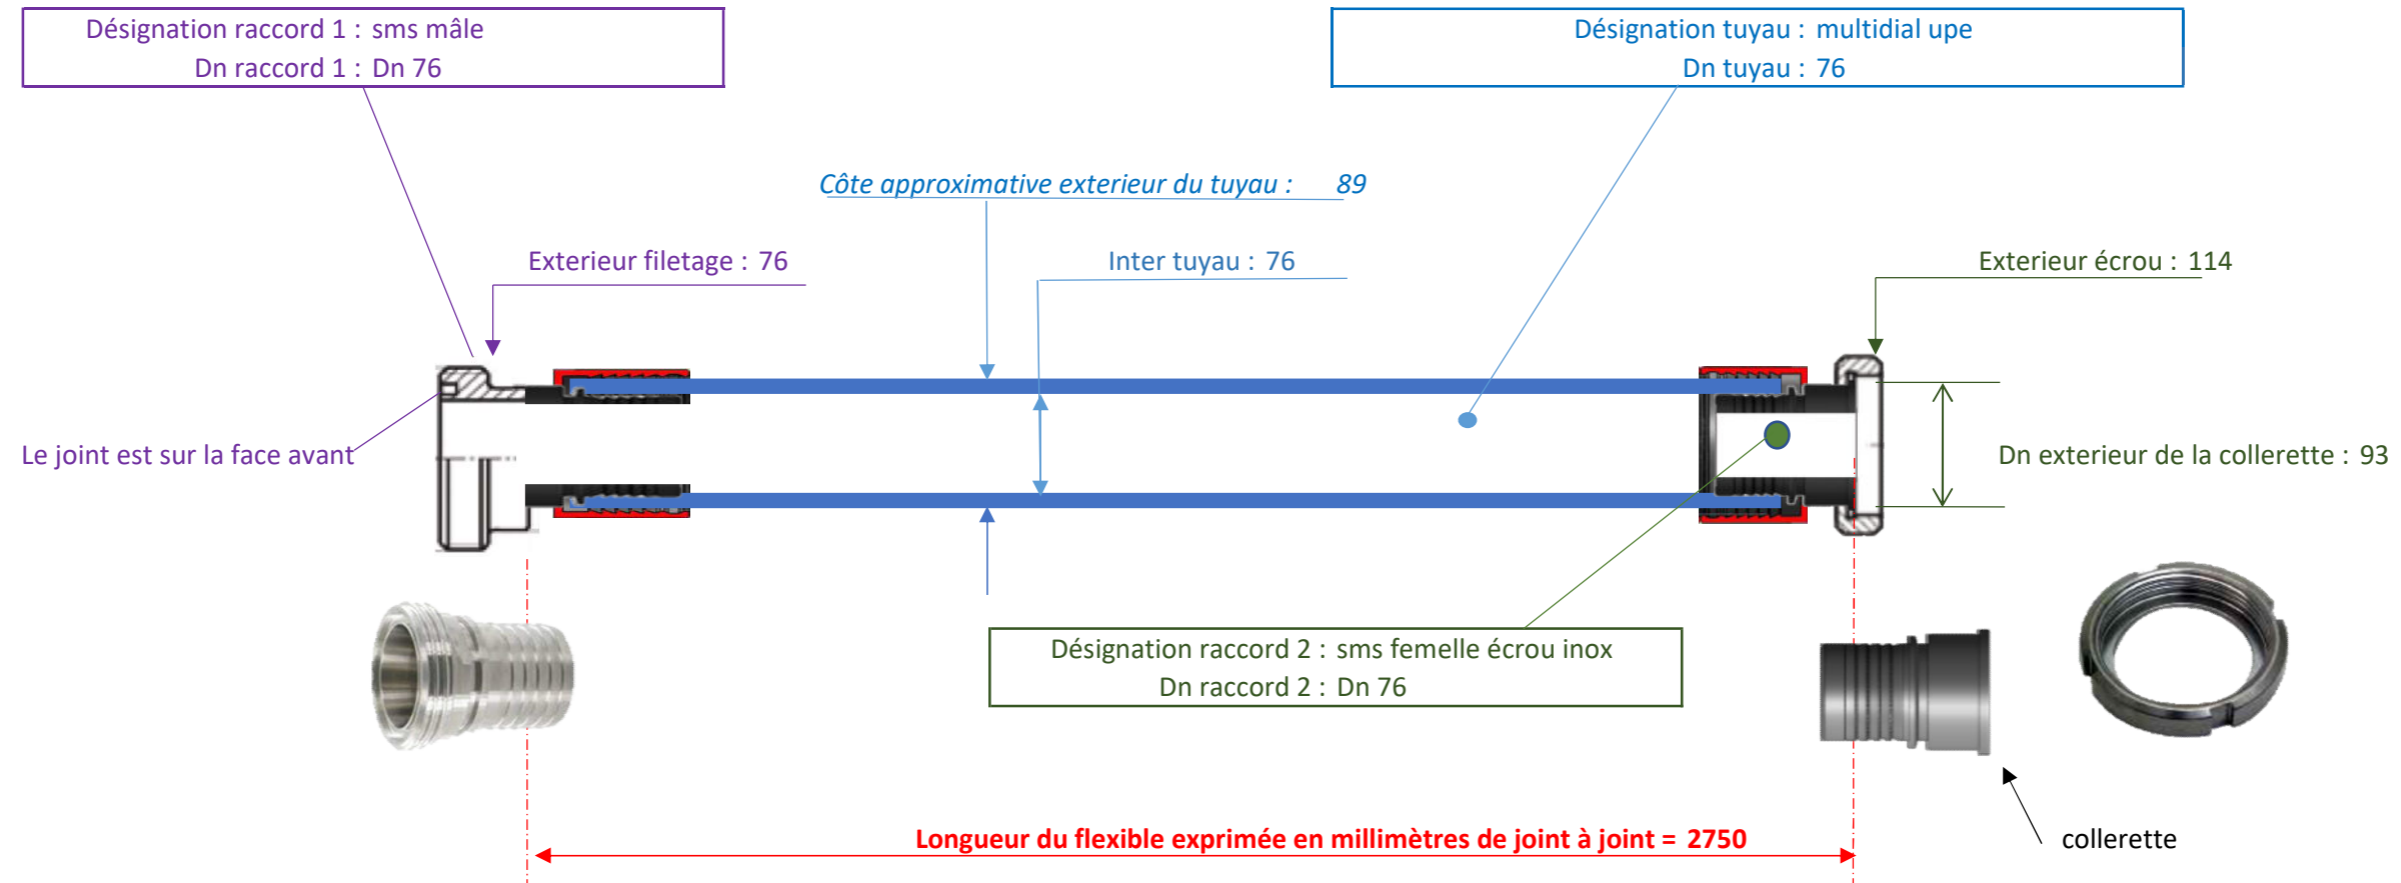 Désignation raccord 1 : sms mâle
Dn raccord 1 : Dn 76
Désignation tuyau : multidial upe
Dn tuyau : 76
Côte approximative exterieur du tuyau : 89
Exterieur filetage : 76
Inter tuyau : 76
Exterieur écrou : 114
Le joint est sur la face avant
Dn exterieur de la collerette : 93
Désignation raccord 2 : sms femelle écrou inox
Dn raccord 2 : Dn 76
Longueur du flexible exprimée en millimètres de joint à joint = 2750
collerette